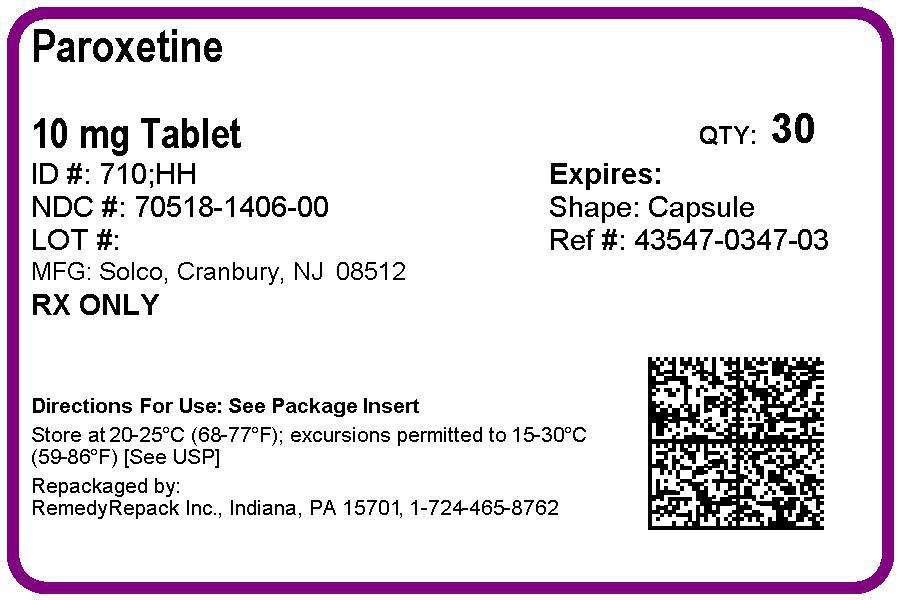 Paroxetine
10 mg Tablet
QTY: 30
ID #: 710;HH
Expires:
NDC #: 70518-1406-00
Shape: Capsule
LOT #:
Ref #: 43547-0347-03
MFG: Solco, Cranbury, NJ 08512
RX ONLY
Directions For Use: See Package Insert
Store at 20-25°C (68-77°F); excursions permitted to 15-30°C
(59-86°F) [See USP]
Repackaged by:
RemedyRepack Inc., Indiana, PA 15701, 1-724-465-8762